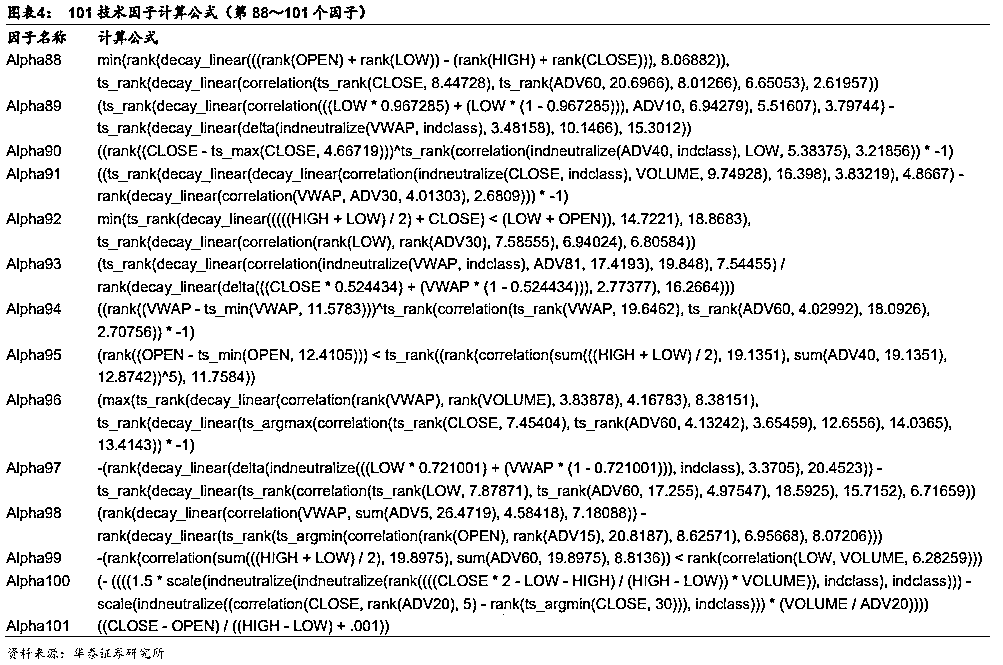 图表4： 101 技术因子计算公式（第 88～101 个因子）
因子名称 计算公式
Alpha88 min(rank(decay_linear(((rank(OPEN) + rank(LOW)) - (rank(HIGH) + rank(CLOSE))), 8.06882)),
ts_rank(decay_linear(correlation(ts_rank(CLOSE, 8.44728), ts_rank(ADV60, 20.6966), 8.01266), 6.65053), 2.61957))
Alpha89 (ts_rank(decay_linear(correlation(((LOW * 0.967285) + (LOW * (1 - 0.967285))), ADV10, 6.94279), 5.51607), 3.79744) -
ts_rank(decay_linear(delta(indneutralize(VWAP, indclass), 3.48158), 10.1466), 15.3012))
Alpha90 ((rank((CLOSE - ts_max(CLOSE, 4.66719)))^ts_rank(correlation(indneutralize(ADV40, indclass), LOW, 5.38375), 3.21856)) * -1)
Alpha91 ((ts_rank(decay_linear(decay_linear(correlation(indneutralize(CLOSE, indclass), VOLUME, 9.74928), 16.398), 3.83219), 4.8667) -
rank(decay_linear(correlation(VWAP, ADV30, 4.01303), 2.6809))) * -1)
Alpha92 min(ts_rank(decay_linear(((((HIGH + LOW) / 2) + CLOSE) < (LOW + OPEN)), 14.7221), 18.8683),
ts_rank(decay_linear(correlation(rank(LOW), rank(ADV30), 7.58555), 6.94024), 6.80584))
Alpha93 (ts_rank(decay_linear(correlation(indneutralize(VWAP, indclass), ADV81, 17.4193), 19.848), 7.54455) /
rank(decay_linear(delta(((CLOSE * 0.524434) + (VWAP * (1 - 0.524434))), 2.77377), 16.2664)))
Alpha94 ((rank((VWAP - ts_min(VWAP, 11.5783)))^ts_rank(correlation(ts_rank(VWAP, 19.6462), ts_rank(ADV60, 4.02992), 18.0926),
2.70756)) * -1)
Alpha95 (rank((OPEN - ts_min(OPEN, 12.4105))) < ts_rank((rank(correlation(sum(((HIGH + LOW) / 2), 19.1351), sum(ADV40, 19.1351),
12.8742))^5), 11.7584))
Alpha96 (max(ts_rank(decay_linear(correlation(rank(VWAP), rank(VOLUME), 3.83878), 4.16783), 8.38151),
ts_rank(decay_linear(ts_argmax(correlation(ts_rank(CLOSE, 7.45404), ts_rank(ADV60, 4.13242), 3.65459), 12.6556), 14.0365),
13.4143)) * -1)
Alpha97 -(rank(decay_linear(delta(indneutralize(((LOW * 0.721001) + (VWAP * (1 - 0.721001))), indclass), 3.3705), 20.4523)) -
ts_rank(decay_linear(ts_rank(correlation(ts_rank(LOW, 7.87871), ts_rank(ADV60, 17.255), 4.97547), 18.5925), 15.7152), 6.71659))
Alpha98 (rank(decay_linear(correlation(VWAP, sum(ADV5, 26.4719), 4.58418), 7.18088)) -
rank(decay_linear(ts_rank(ts_argmin(correlation(rank(OPEN), rank(ADV15), 20.8187), 8.62571), 6.95668), 8.07206)))
Alpha99 -(rank(correlation(sum(((HIGH + LOW) / 2), 19.8975), sum(ADV60, 19.8975), 8.8136)) < rank(correlation(LOW, VOLUME, 6.28259)))
Alpha100 (- ((((1.5 * scale(indneutralize(indneutralize(rank((((CLOSE * 2 - LOW - HIGH) / (HIGH - LOW)) * VOLUME)), indclass), indclass))) -
scale(indneutralize((correlation(CLOSE, rank(ADV20), 5) - rank(ts_argmin(CLOSE, 30))), indclass))) * (VOLUME / ADV20))))
Alpha101 ((CLOSE - OPEN) / ((HIGH - LOW) + .001))
资料来源：华泰证券研究所